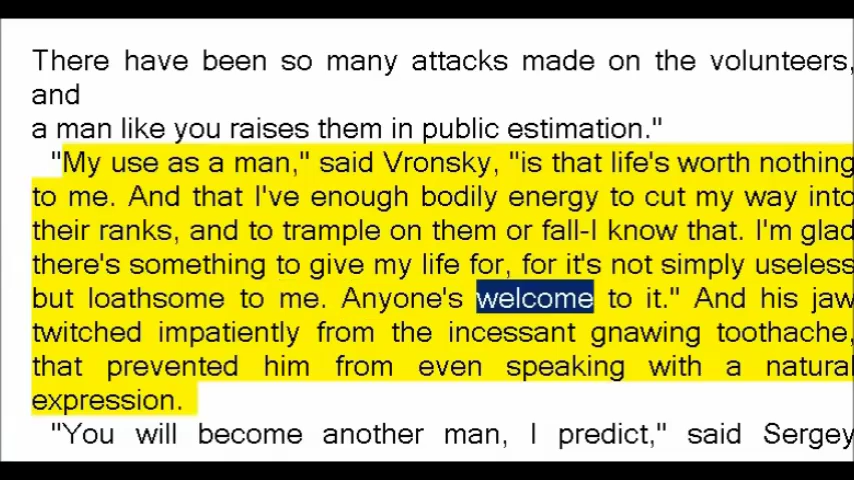 There have been so many attacks made on the volunteers,
and
a man like you raises them in public estimation."
"My use as a man," said Vronsky, "is that life's worth nothing
to me. And that I've enough bodily energy to cut my way into
their ranks, and to trample on them or fall-I know that. I'm glad
there's something to give my life for, for it's not simply useless
but loathsome to me. Anyone's welcome to it." And his jaw
twitched impatiently from the incessant gnawing toothache,
that prevented him from even speaking with a natural
expression.
"You will become another man, I predict," said Sergey